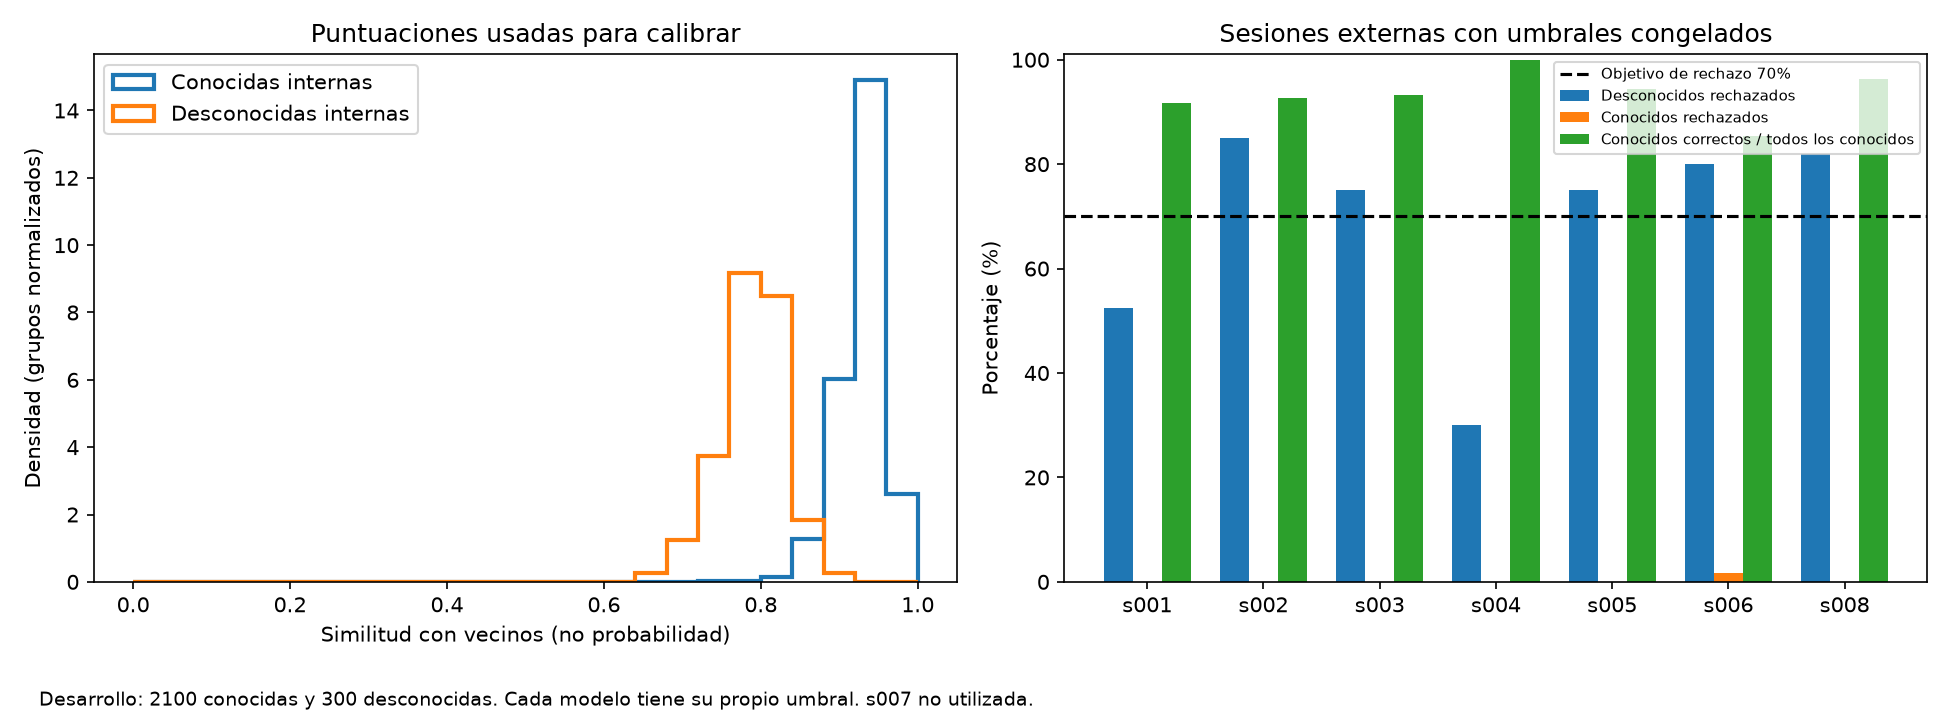 Puntuaciones usadas para calibrar
Conocidas internas
Desconocidas internas
Densidad (grupos normalizados)
14
12
10
8
6
4
2
0
0.0 0.2 0.4 0.6 0.8 1.0
Similitud con vecinos (no probabilidad)
Sesiones externas con umbrales congelados
Objetivo de rechazo 70%
Desconocidos rechazados
Conocidos rechazados
Conocidos correctos / todos los conocidos
Porcentaje (%)
100
80
60
40
20
0
s001 s002 s003 s004 s005 s006 s008
Desarrollo: 2100 conocidas y 300 desconocidas. Cada modelo tiene su propio umbral. s007 no utilizada.